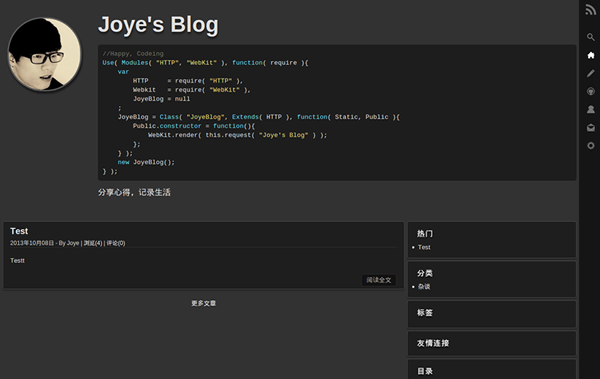 Joye's Blog
//Happy, Codeing
Use( Modules( "HTTP", "WebKit" ), function( require ){
var
HTTP = require( "HTTP" ),
Webkit = require( "WebKit" ),
JoyeBlog = null
;
JoyeBlog = Class( "JoyeBlog", Extends( HTTP ), function( Static, Public ){
Public.constructor = function(){
WebKit.render( this.request( "Joye's Blog" ) );
};
} );
new JoyeBlog();
} );
分享心得，记录生活
Test
2013年10月08日 - By Joye | 浏览(4) | 评论(0)
Testt
阅读全文
更多文章
热门
Test
分类
杂谈
标签
友情连接
目录